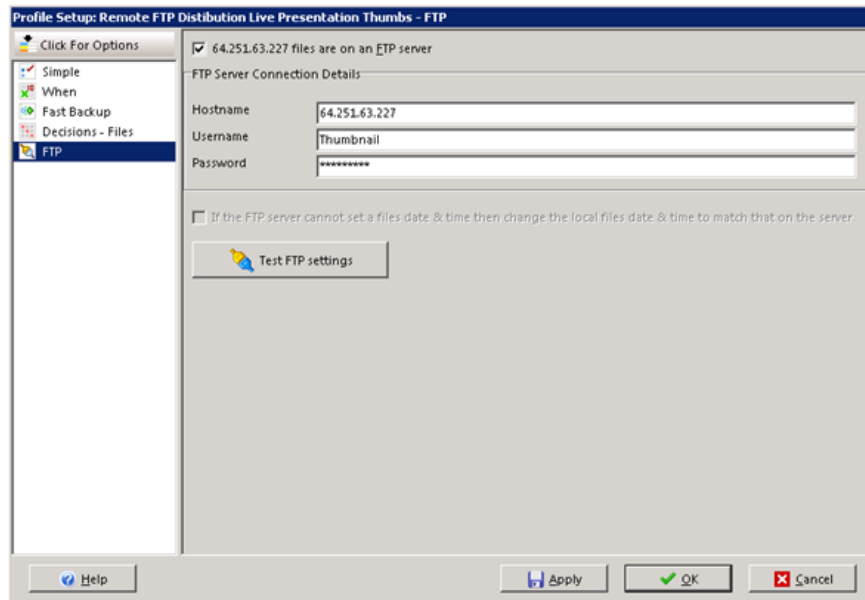 Profile Setup: Remote FTP Distibution Live Presentation Thumbs - FTP
Click For Options
Simple
When
Fast Backup
Decisions - Files
FTP
64.251.63.227 files are on an FTP server
FTP Server Connection Details
Hostname 64.251.63.227
Username Thumbnail
Password *********
If the FTP server cannot set a files date & time then change the local files date & time to match that on the server
Test FTP settings
Help Apply OK Cancel